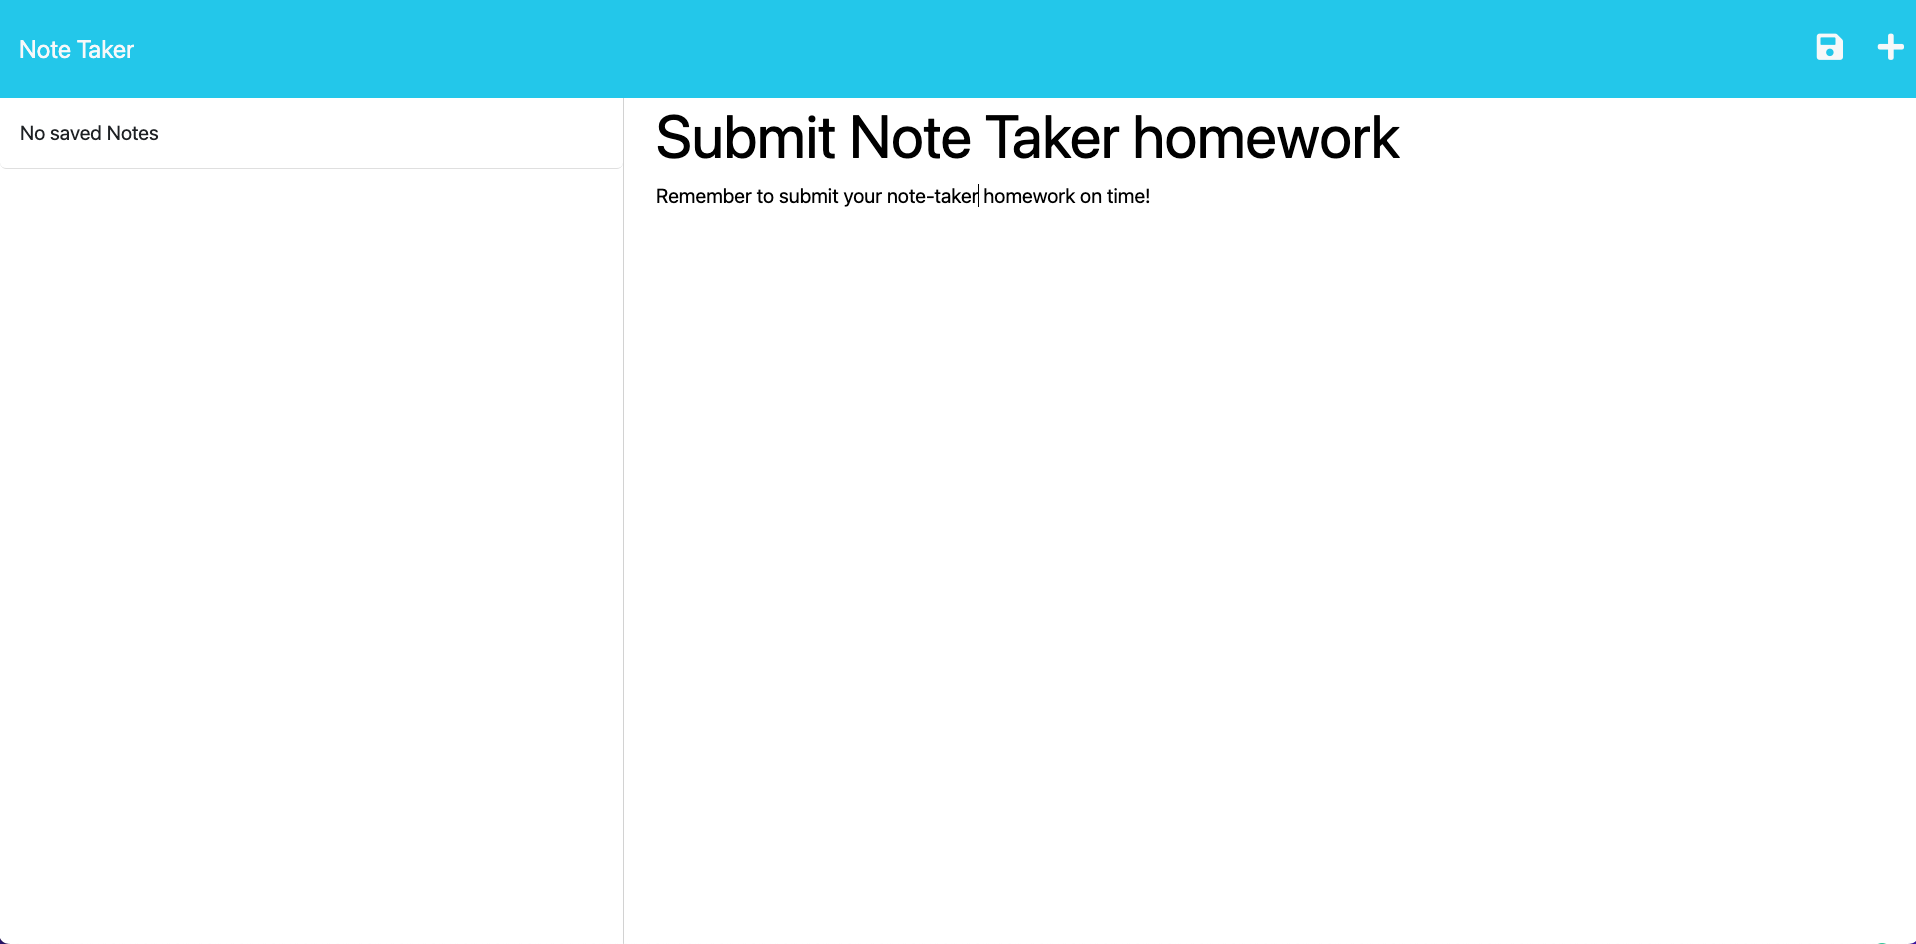 Note Taker
No saved Notes
Submit Note Taker homework
Remember to submit your note-taker homework on time!